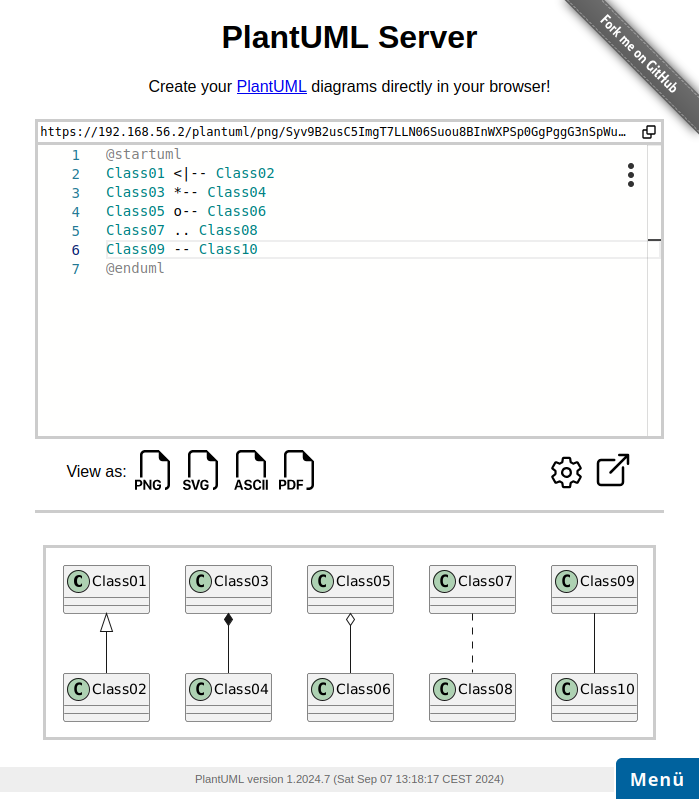 PlantUML Server
Fork me on GitHub
Create your PlantUML diagrams directly in your browser!
https://192.168.56.2/plantuml/png/Syv9B2usC5ImgT7LLN06Suou8BInWXPSp0GgPggG3nSpWu…
1 @startuml
2 Class01 <|-- Class02
3 Class03 *-- Class04
4 Class05 o-- Class06
5 Class07 .. Class08
6 Class09 -- Class10
7 @enduml
View as: PNG SVG ASCII PDF
C Class01 C Class03 C Class05 C Class07 C Class09
C Class02 C Class04 C Class06 C Class08 C Class10
PlantUML version 1.2024.7 (Sat Sep 07 13:18:17 CEST 2024)
Menü